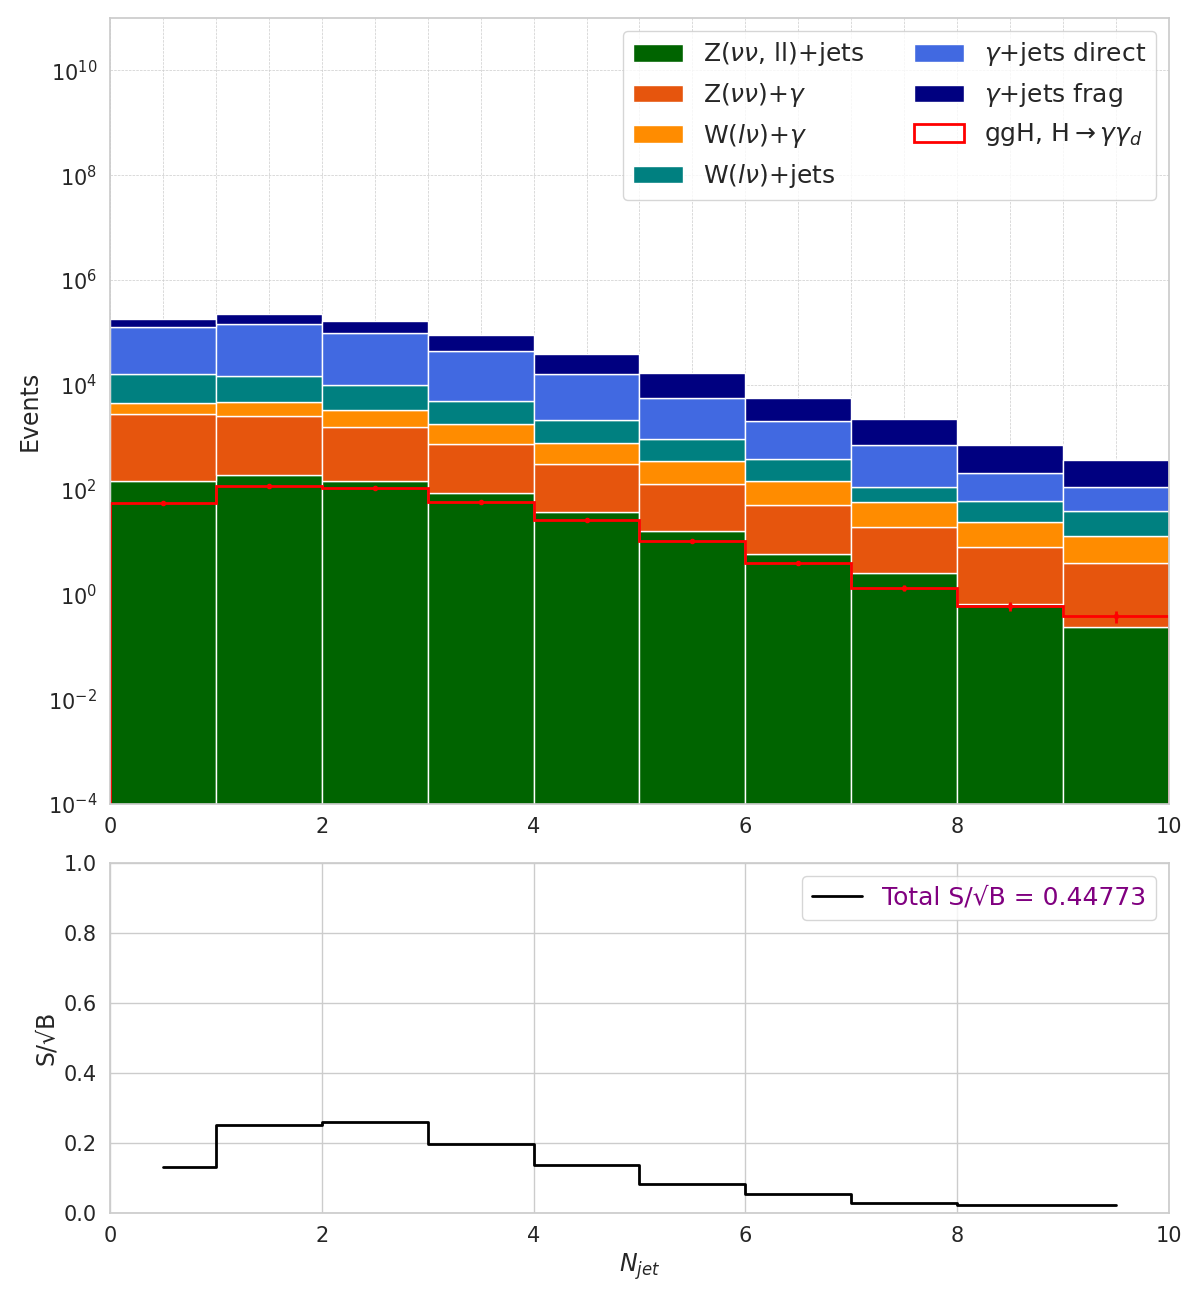 Z(νν, ll)+jets
Z(νν)+γ
W(lν)+γ
W(lν)+jets
γ+jets direct
γ+jets frag
ggH, H→γγ_d
Events
10^10
10^8
10^6
10^4
10^2
10^0
10^−2
10^−4
0 2 4 6 8 10
Total S/√B = 0.44773
S/√B
1.0
0.8
0.6
0.4
0.2
0.0
0 2 4 6 8 10
N_jet